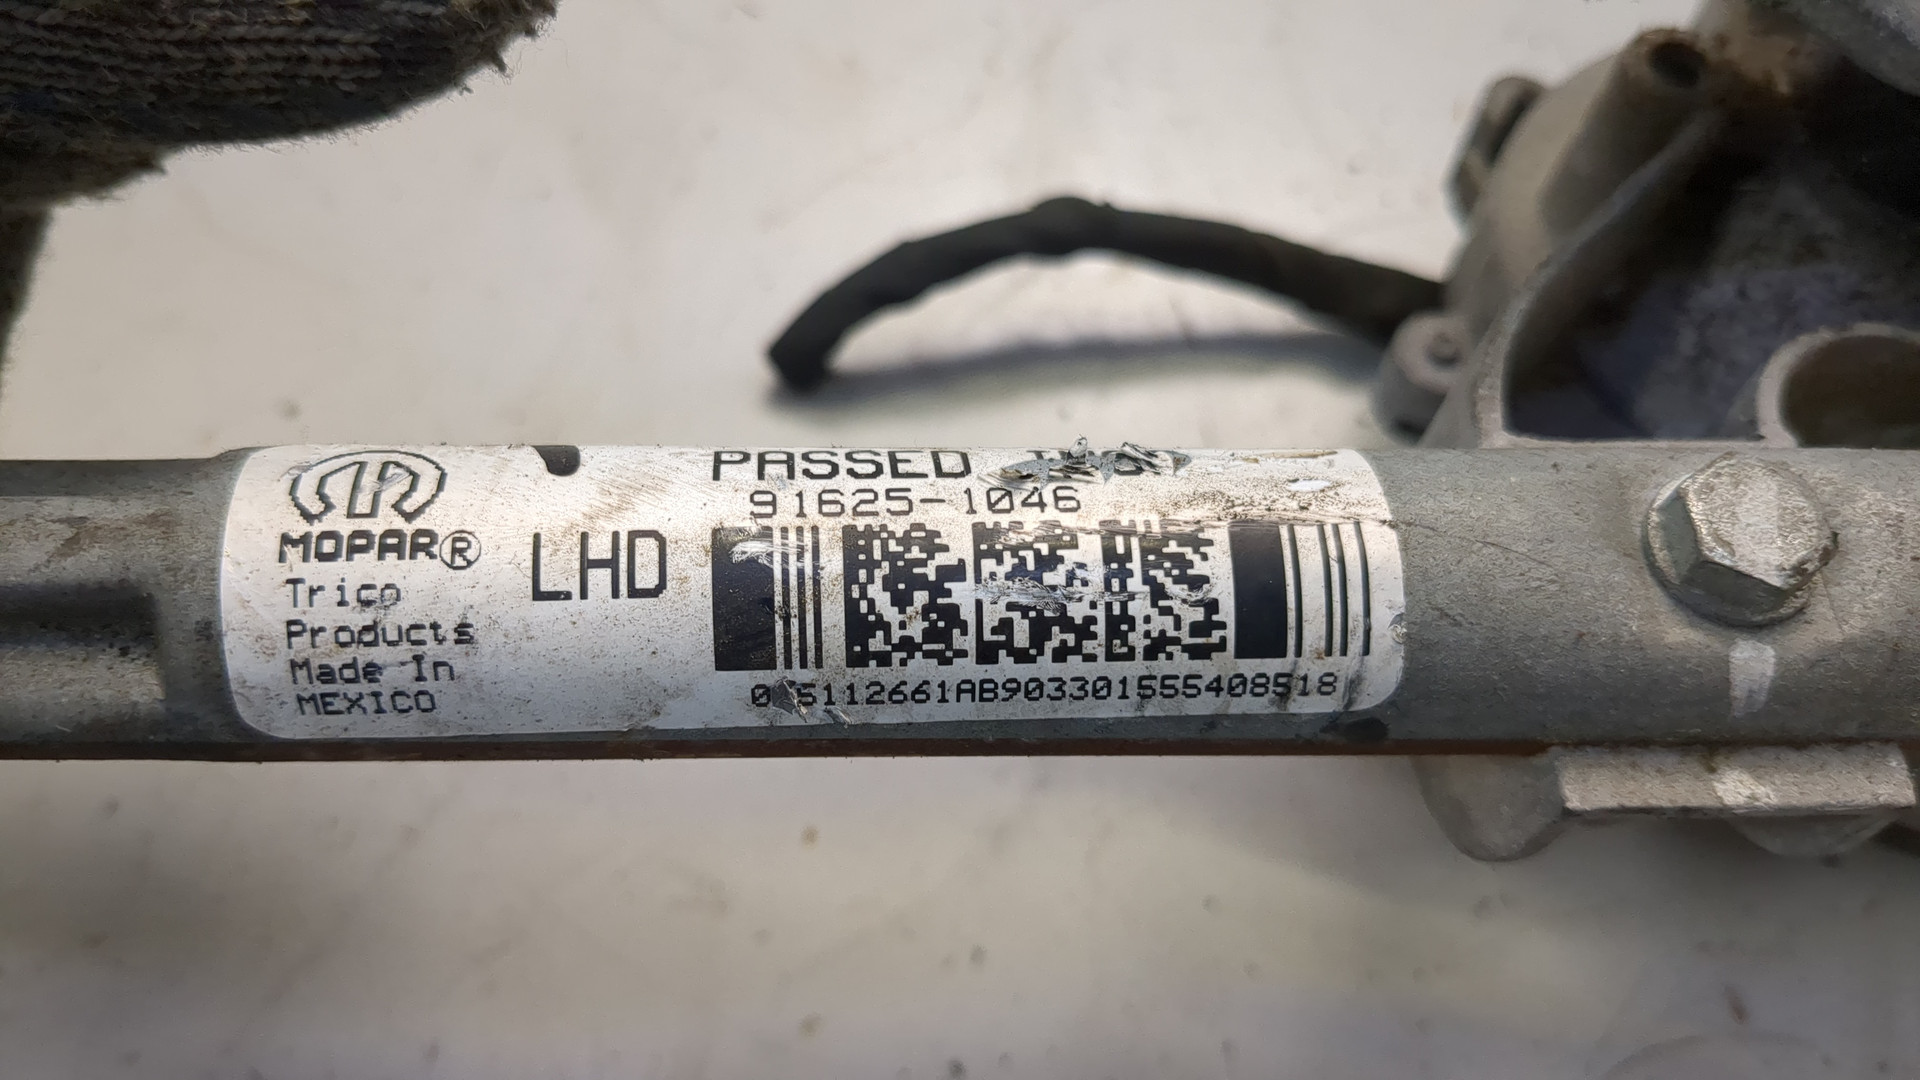 MOPAR®
Trico
Products
Made In
MEXICO
LHD
PASSED
91625-1046
5112661AB903301555408518